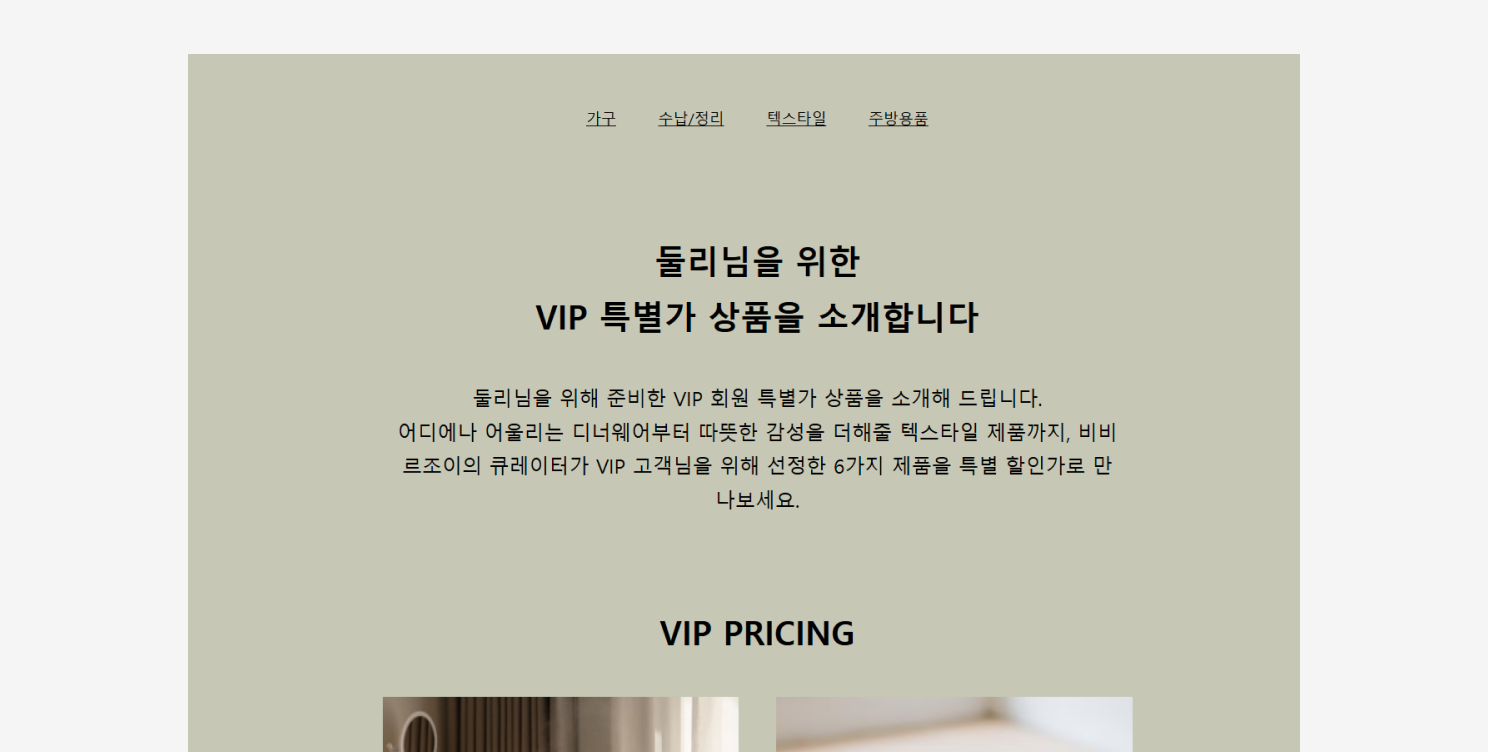 가구 수납/정리 텍스타일 주방용품
둘리님을 위한
VIP 특별가 상품을 소개합니다
둘리님을 위해 준비한 VIP 회원 특별가 상품을 소개해 드립니다.
어디에나 어울리는 디너웨어부터 따뜻한 감성을 더해줄 텍스타일 제품까지, 비비
르조이의 큐레이터가 VIP 고객님을 위해 선정한 6가지 제품을 특별 할인가로 만
나보세요.
VIP PRICING